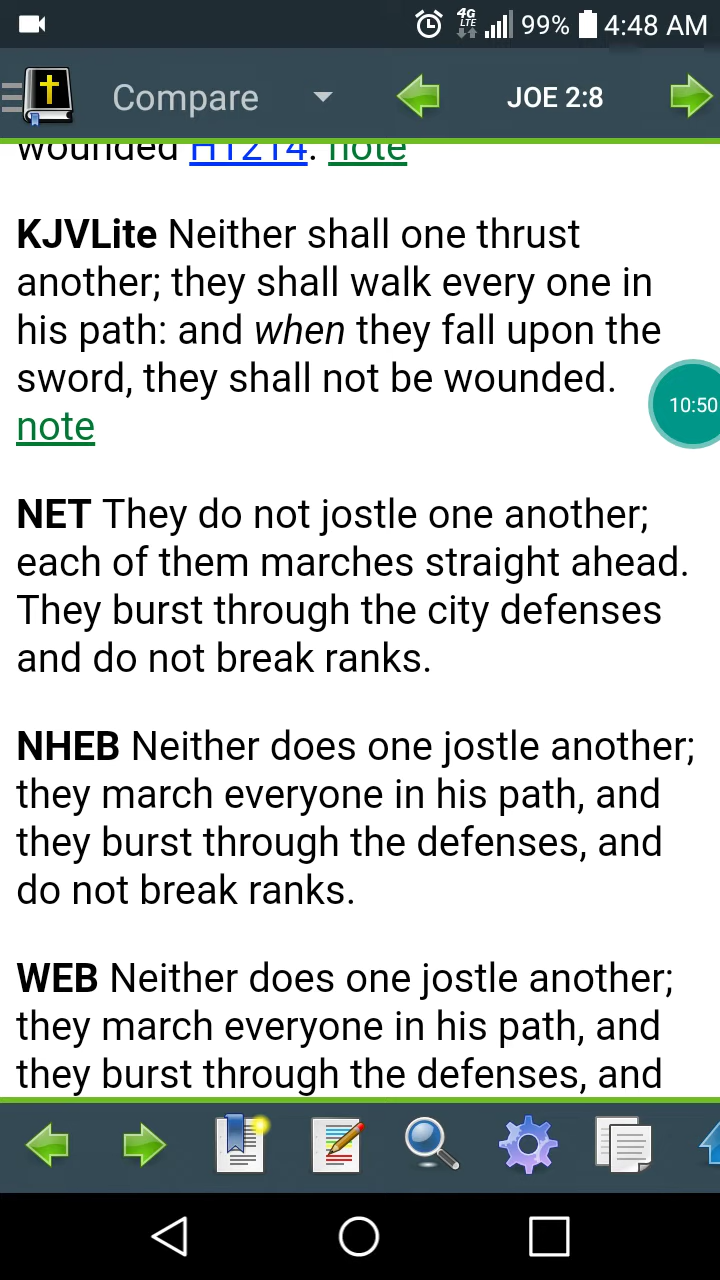 4G
LTE
99% 4:48 AM
Compare
JOE 2:8
wounded H1214. note
KJVLite Neither shall one thrust
another; they shall walk every one in
his path: and when they fall upon the
sword, they shall not be wounded.
note
10:50
NET They do not jostle one another;
each of them marches straight ahead.
They burst through the city defenses
and do not break ranks.
NHEB Neither does one jostle another;
they march everyone in his path, and
they burst through the defenses, and
do not break ranks.
WEB Neither does one jostle another;
they march everyone in his path, and
they burst through the defenses, and